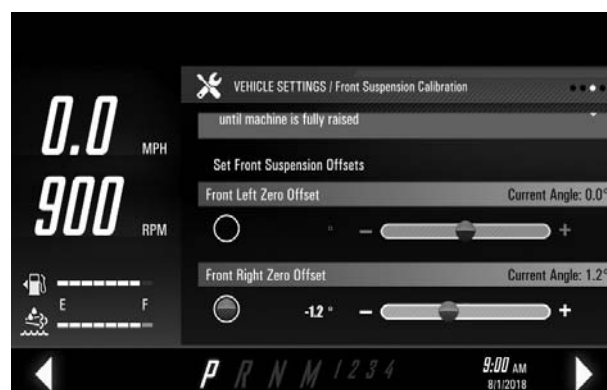 VEHICLE SETTINGS / Front Suspension Calibration
until machine is fully raised
0.0 MPH
Set Front Suspension Offsets
Front Left Zero Offset Current Angle: 0.0°
900 RPM
° − +
Front Right Zero Offset Current Angle: 1.2°
E F
-1.2 ° − +
P R N M 1 2 3 4
9:00 AM
8/1/2018